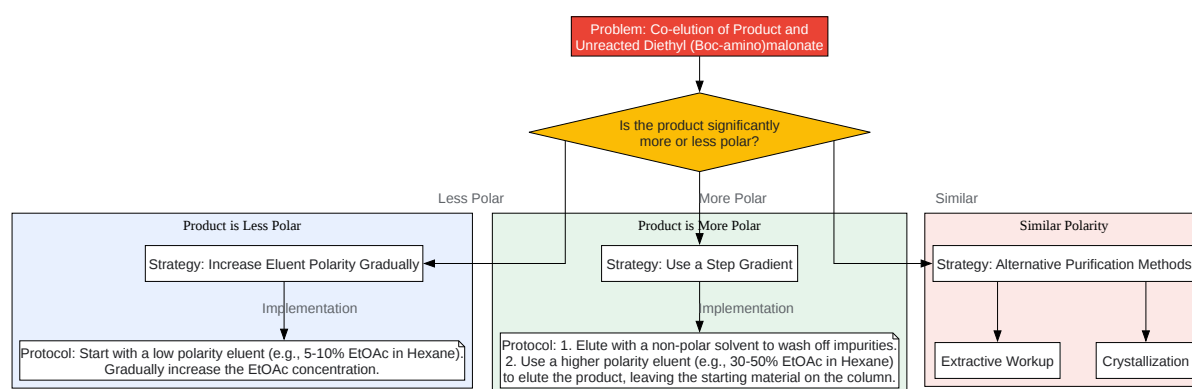 Problem: Co-elution of Product and
Unreacted Diethyl (Boc-amino)malonate
Is the product significantly
more or less polar?
Less Polar
More Polar
Similar
Product is Less Polar
Strategy: Increase Eluent Polarity Gradually
Implementation
Protocol: Start with a low polarity eluent (e.g., 5-10% EtOAc in Hexane).
Gradually increase the EtOAc concentration.
Product is More Polar
Strategy: Use a Step Gradient
Implementation
Protocol: 1. Elute with a non-polar solvent to wash off impurities.
2. Use a higher polarity eluent (e.g., 30-50% EtOAc in Hexane)
to elute the product, leaving the starting material on the column.
Similar Polarity
Strategy: Alternative Purification Methods
Extractive Workup
Crystallization